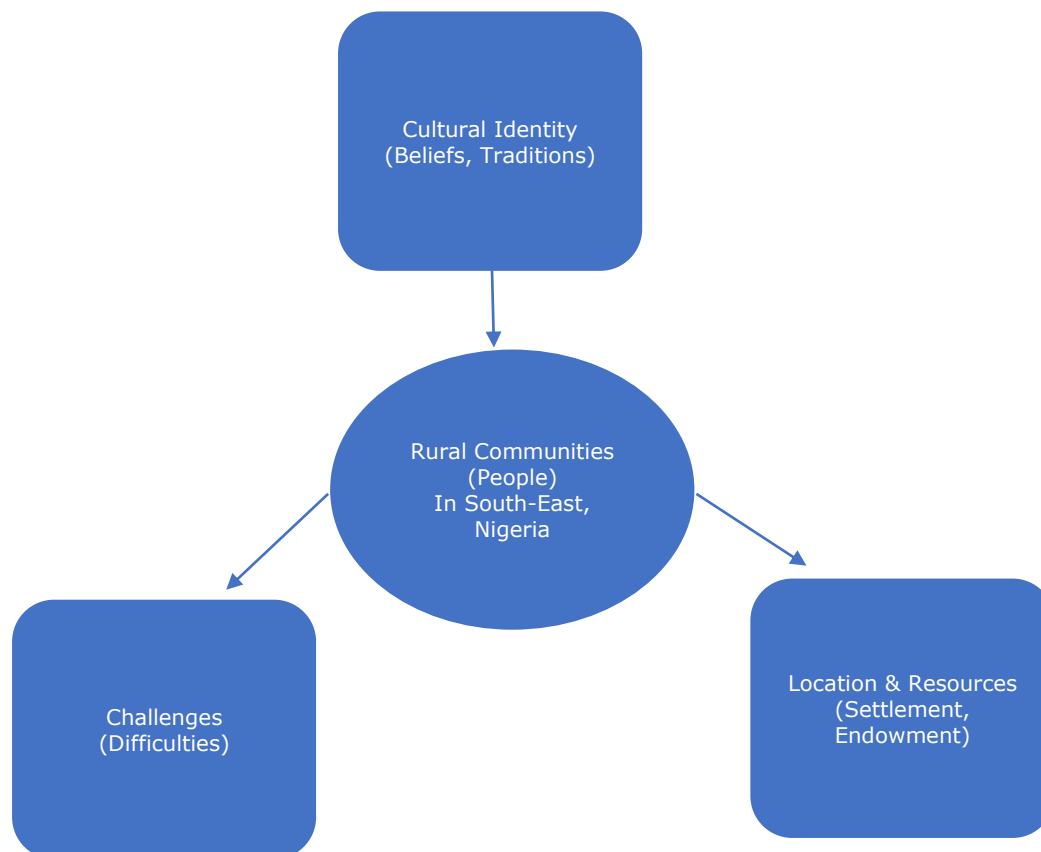 Cultural Identity
(Beliefs, Traditions)
Rural Communities
(People)
In South-East,
Nigeria
Challenges
(Difficulties)
Location & Resources
(Settlement,
Endowment)